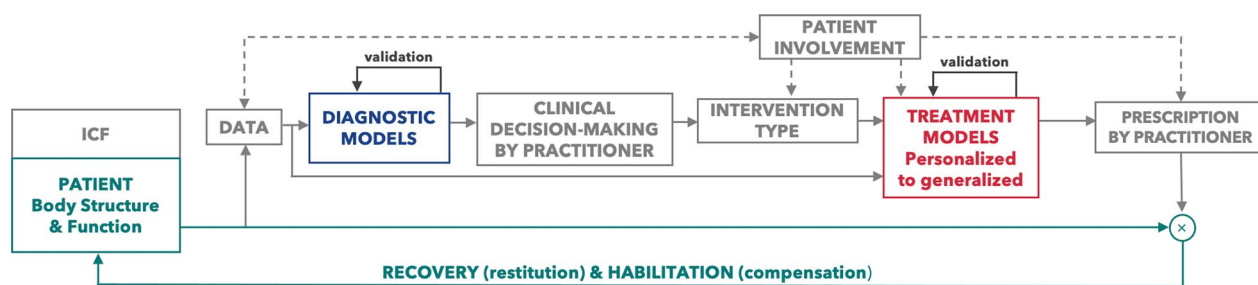 PATIENT
INVOLVEMENT
validation
validation
ICF
DATA
DIAGNOSTIC
MODELS
CLINICAL
DECISION-MAKING
BY PRACTITIONER
INTERVENTION
TYPE
TREATMENT
MODELS
Personalized
to generalized
PRESCRIPTION
BY PRACTITIONER
PATIENT
Body Structure
& Function
×
RECOVERY (restitution) & HABILITATION (compensation)